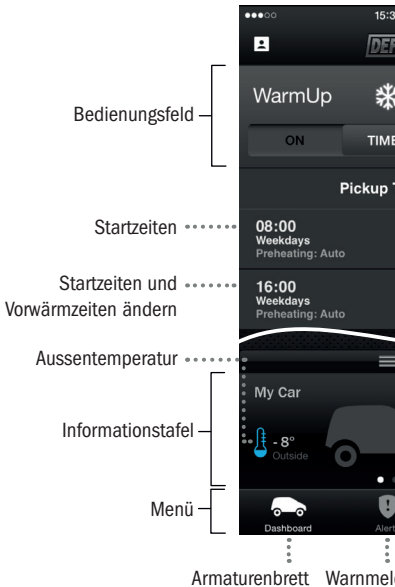 15:3
DEF
WarmUp
Bedienungsfeld
ON
TIME
Pickup T
Startzeiten
08:00
Weekdays
Preheating: Auto
Startzeiten und
Vorwärmzeiten ändern
16:00
Weekdays
Preheating: Auto
Aussentemperatur
My Car
Informationstafel
- 8°
Outside
Menü
Dashboard
Alert
Armaturenbrett Warnmel